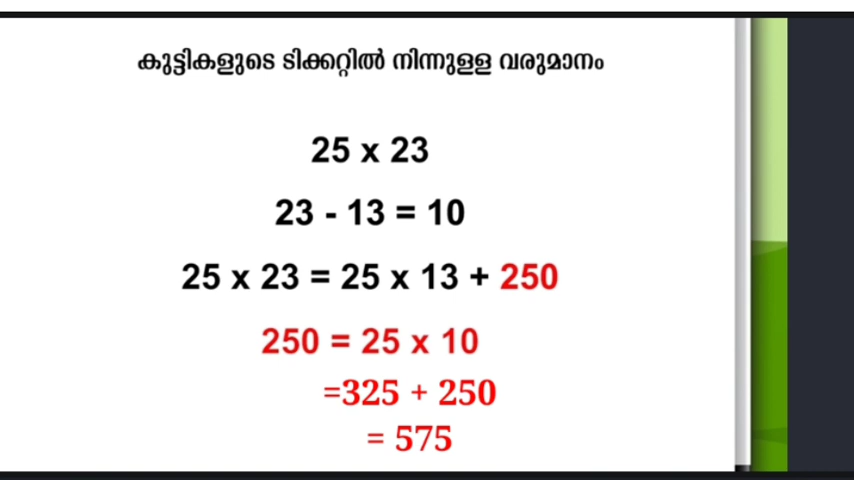 കുട്ടികളുടെ ടിക്കറ്റിൽ നിന്നുളള വരുമാനം
25 x 23
23 - 13 = 10
25 x 23 = 25 x 13 + 250
250 = 25 x 10
=325 + 250
= 575